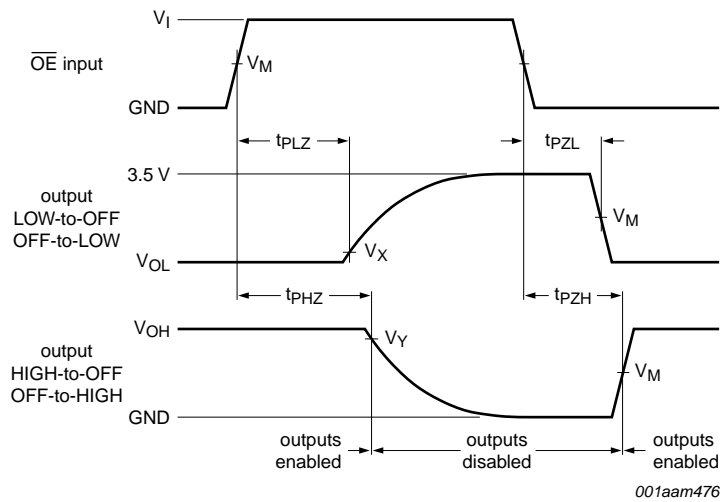 V_I
OE input
V_M
GND
t_PLZ
t_PZL
3.5 V
output
LOW-to-OFF
OFF-to-LOW
V_M
V_X
V_OL
t_PHZ
t_PZH
V_OH
V_Y
output
HIGH-to-OFF
OFF-to-HIGH
V_M
GND
outputs
enabled
outputs
disabled
outputs
enabled
001aam476